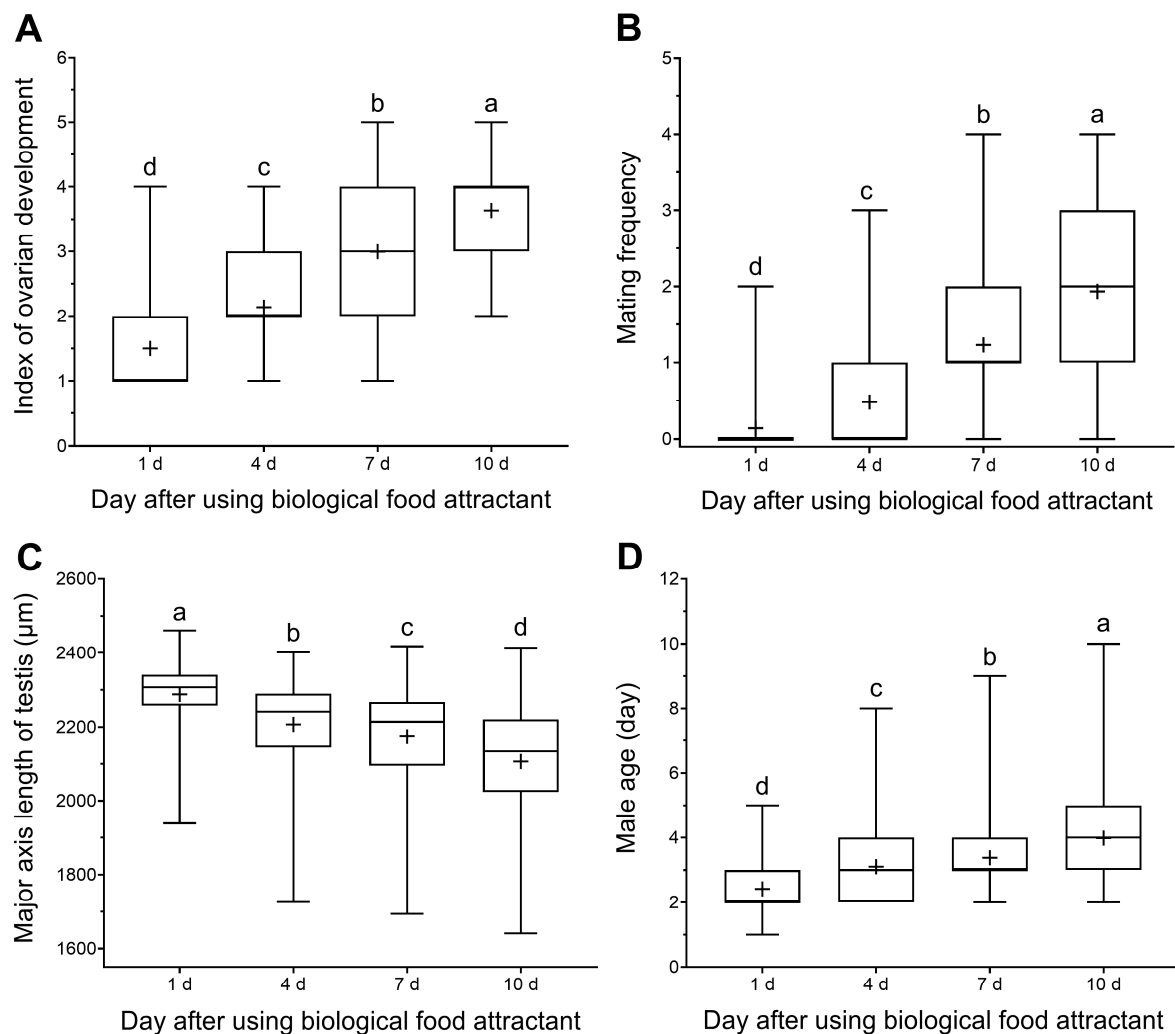 A
Index of ovarian development
6
5
4
3
2
1
0
d
c
b
a
1 d
4 d
7 d
10 d
Day after using biological food attractant
B
Mating frequency
5
4
3
2
1
0
d
c
b
a
1 d
4 d
7 d
10 d
Day after using biological food attractant
C
Major axis length of testis (μm)
2600
2400
2200
2000
1800
1600
a
b
c
d
1 d
4 d
7 d
10 d
Day after using biological food attractant
D
Male age (day)
12
10
8
6
4
2
0
d
c
b
a
1 d
4 d
7 d
10 d
Day after using biological food attractant